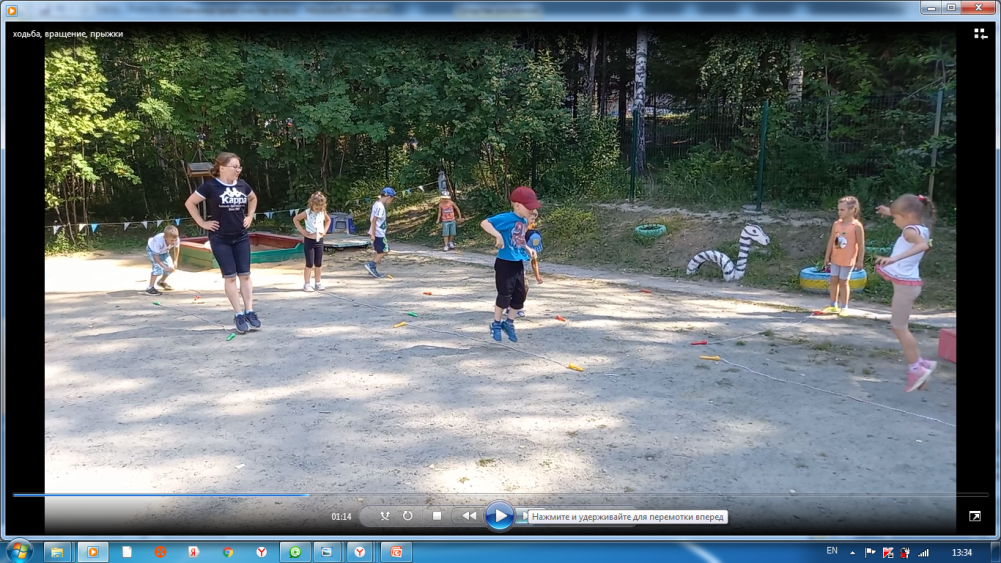 ходьба, вращение, прыжки
Kappa
01:14
Нажмите и удерживайте для перемотки вперед
EN
13:34